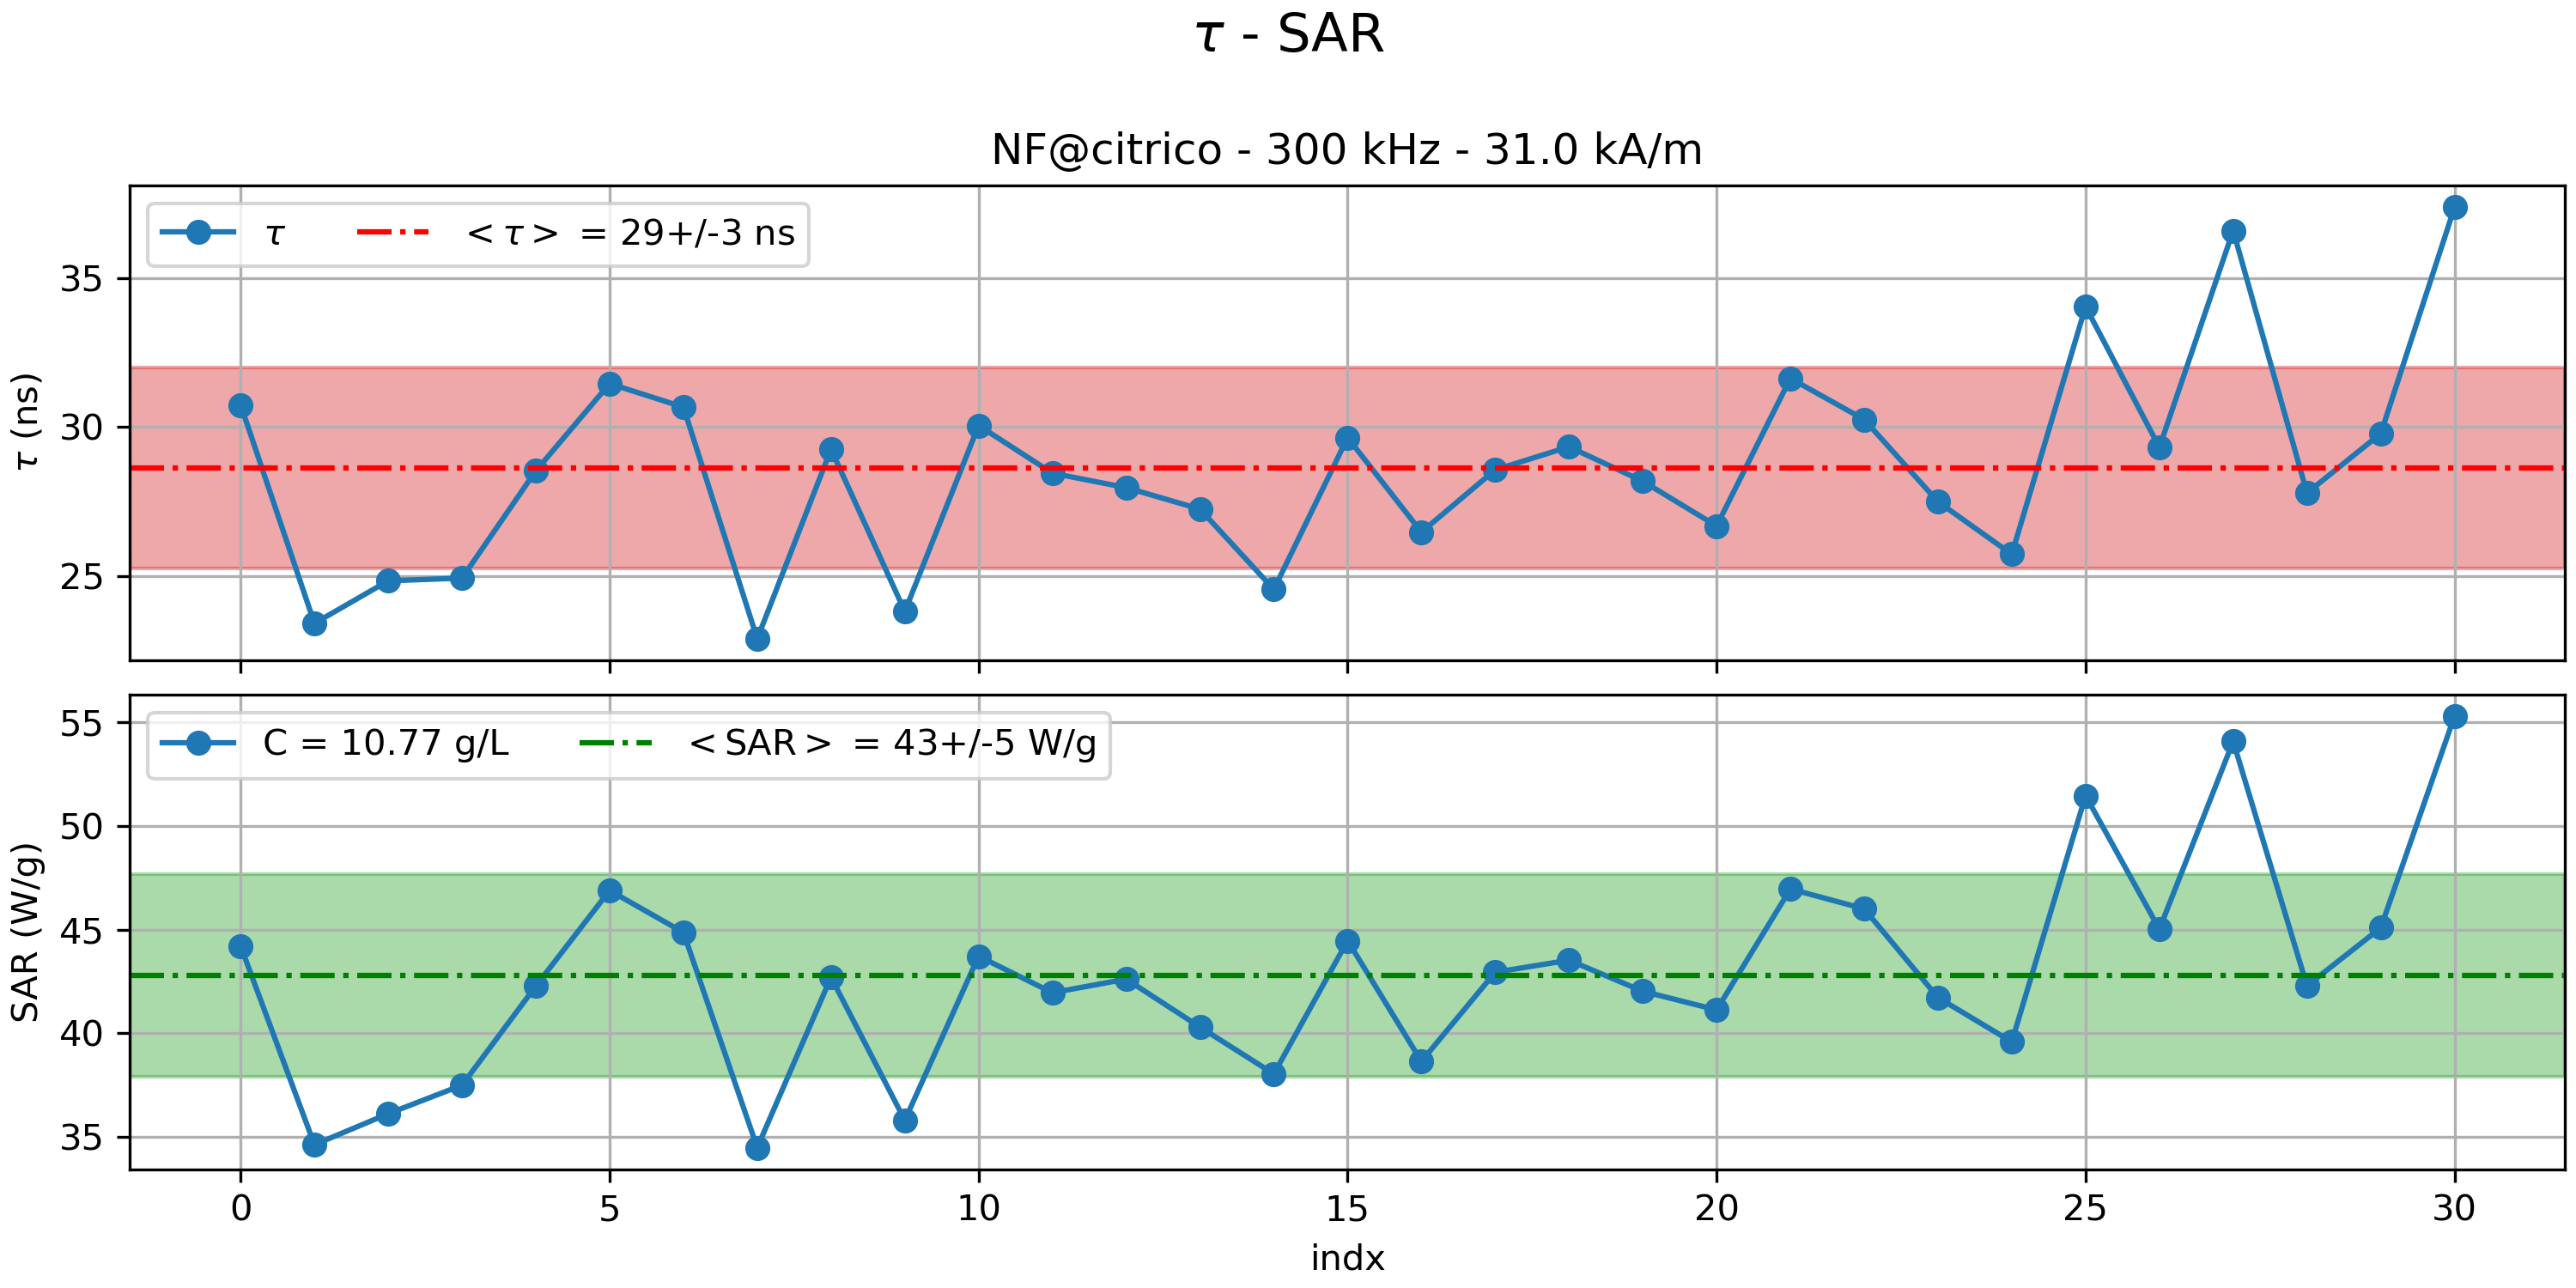 τ - SAR
NF@citrico - 300 kHz - 31.0 kA/m
τ < τ > = 29+/-3 ns
35
30
25
τ (ns)
C = 10.77 g/L < SAR > = 43+/-5 W/g
55
50
45
40
35
SAR (W/g)
0 5 10 15 20 25 30
indx